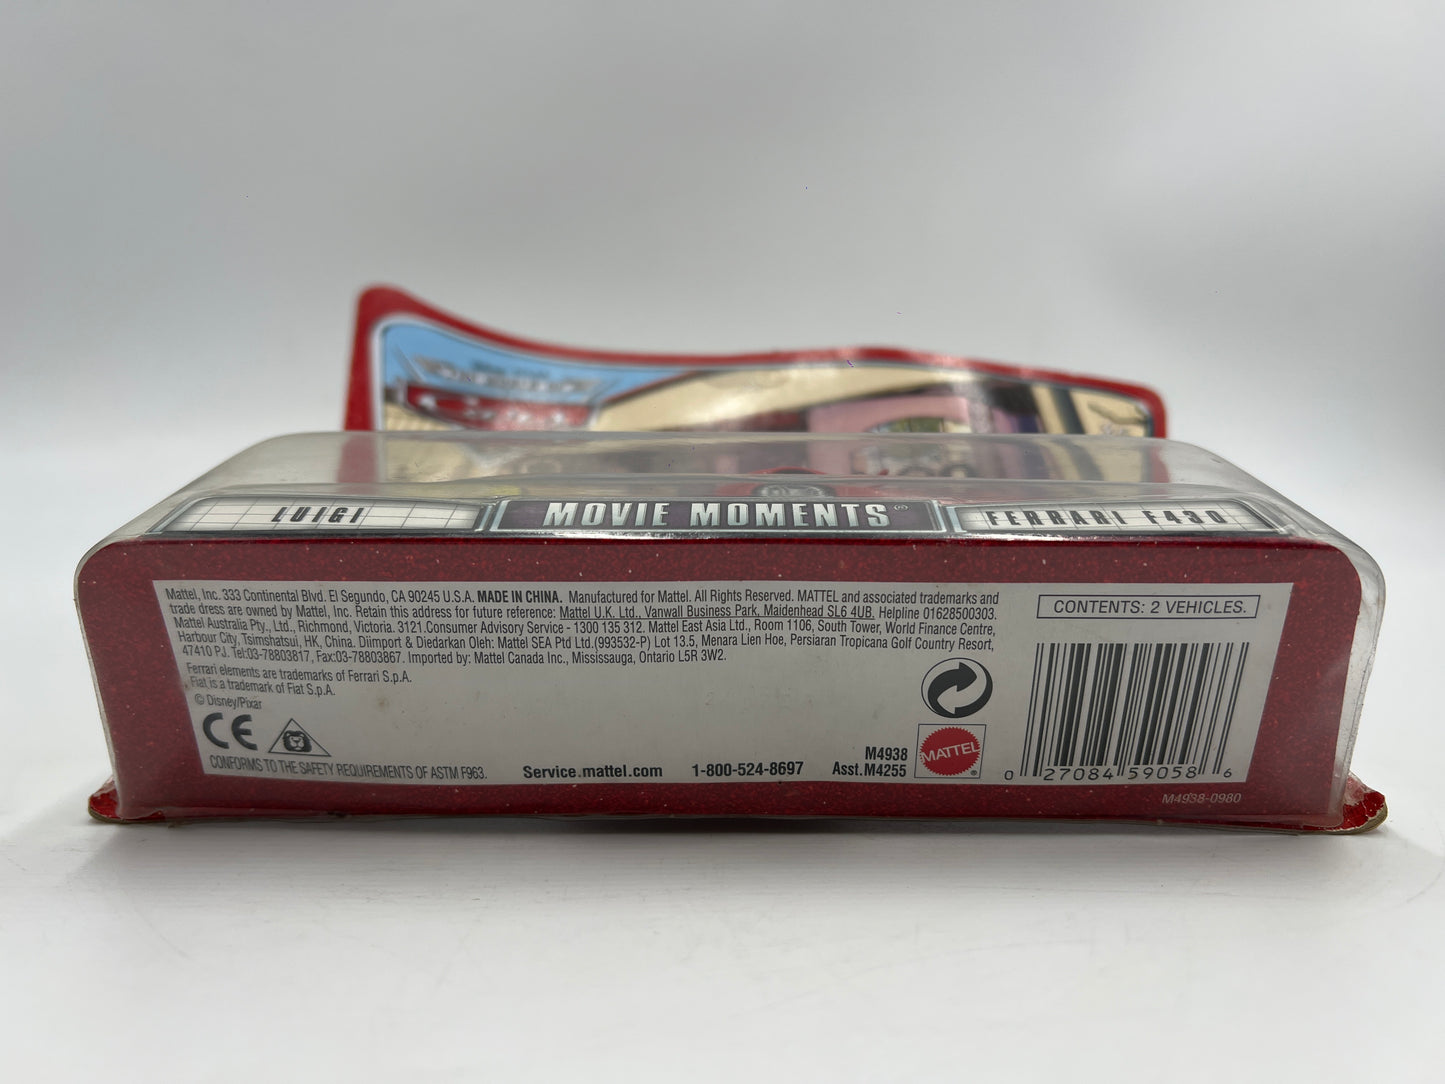 LUIGI
MOVIE MOMENTS
FERRARI F430
Mattel, Inc. 333 Continental Blvd. El Segundo, CA 90245 U.S.A. MADE IN CHINA. Manufactured for Mattel. All Rights Reserved. MATTEL and associated trademarks and
trade dress are owned by Mattel, Inc. Retain this address for future reference: Mattel U.K. Ltd., Vanwall Business Park, Maidenhead SL6 4UB. Helpline 01628500303.
Mattel Australia Pty., Ltd., Richmond, Victoria. 3121.Consumer Advisory Service - 1300 135 312. Mattel East Asia Ltd., Room 1106, South Tower, World Finance Centre,
Harbour City, Tsimshatsui, HK, China. Diimport & Diedarkan Oleh: Mattel SEA Ptd Ltd.(993532-P) Lot 13.5, Menara Lien Hoe, Persiaran Tropicana Golf Country Resort,
47410 PJ. Tel:03-78803817, Fax:03-78803867. Imported by: Mattel Canada Inc., Mississauga, Ontario L5R 3W2.
Ferrari elements are trademarks of Ferrari S.p.A.
Fiat is a trademark of Fiat S.p.A.
© Disney/Pixar
CE
CONFORMS TO THE SAFETY REQUIREMENTS OF ASTM F963.
Service.mattel.com 1-800-524-8697
M4938
Asst.M4255
MATTEL®
CONTENTS: 2 VEHICLES.
0 27084 59058 6
M4938-0980